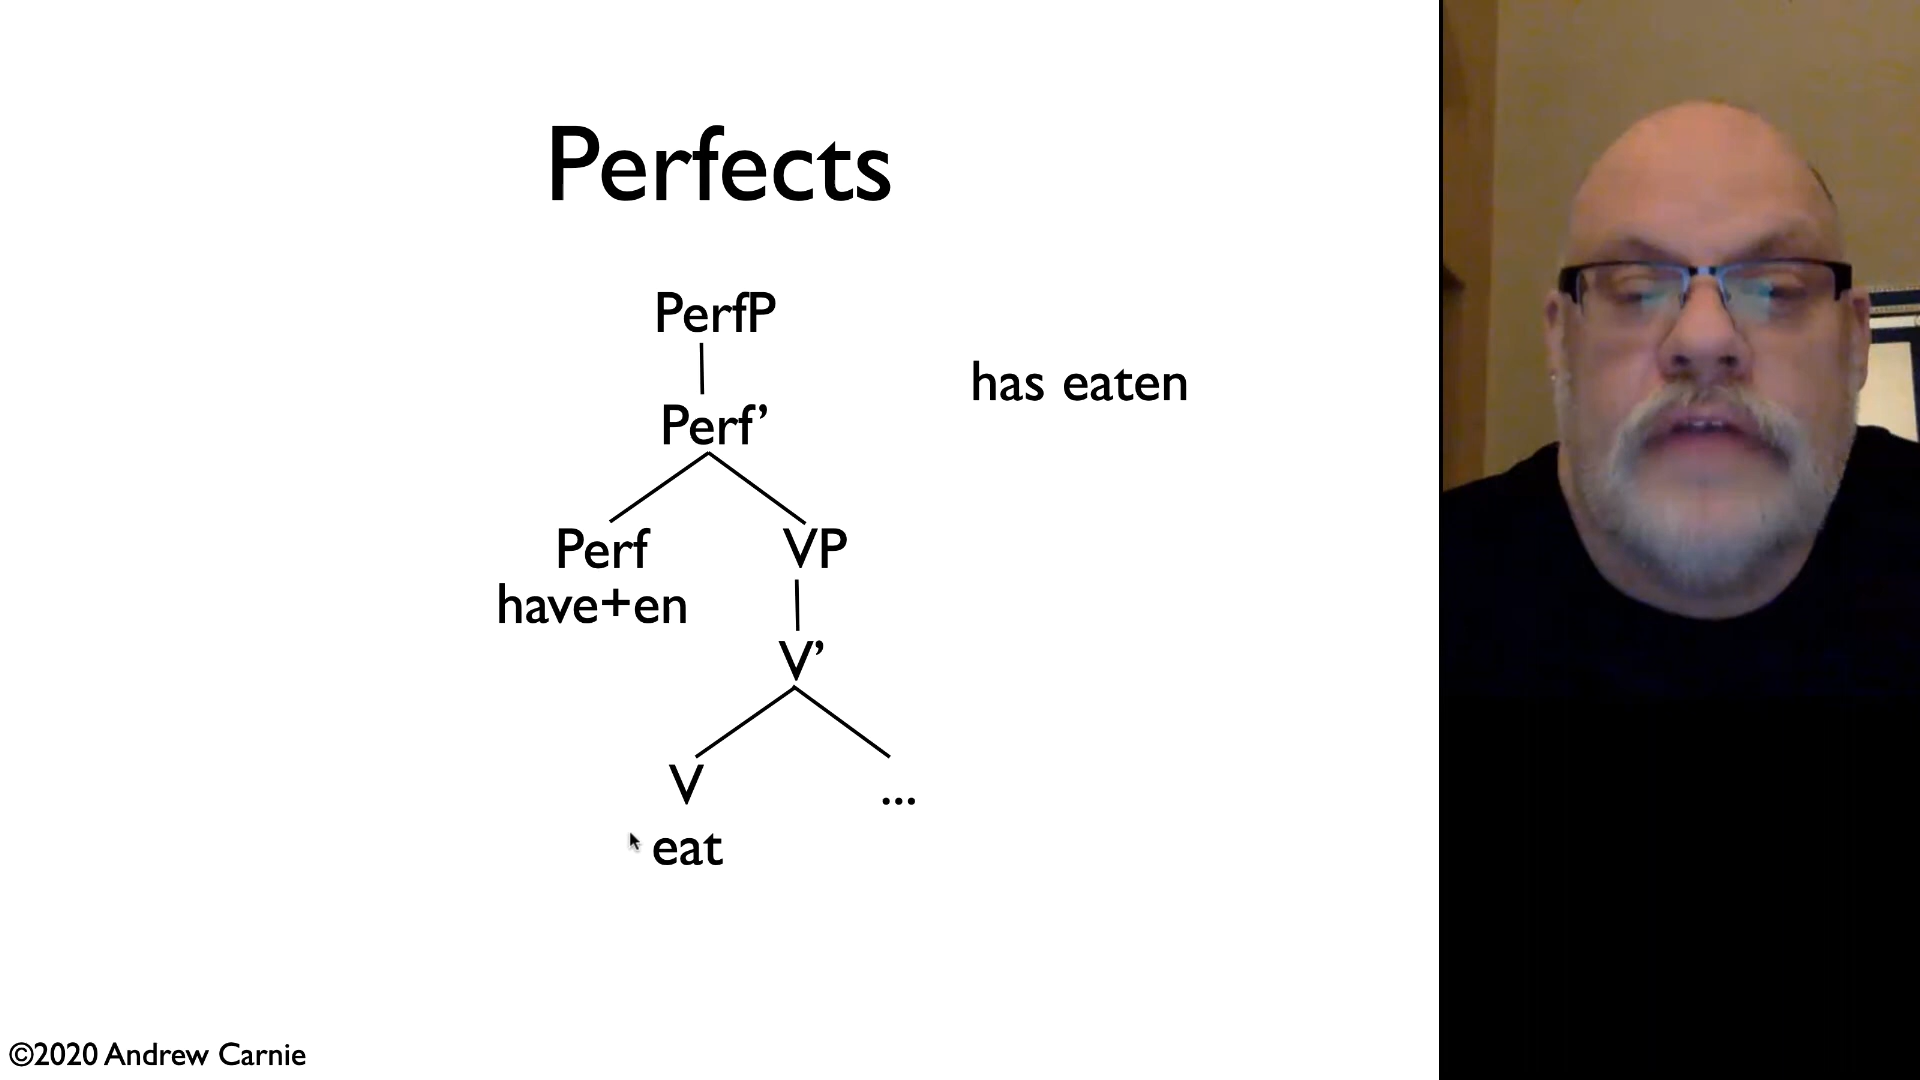 Perfects
PerfP
has eaten
Perf’
Perf VP
have+en
V’
V ...
eat
©2020 Andrew Carnie